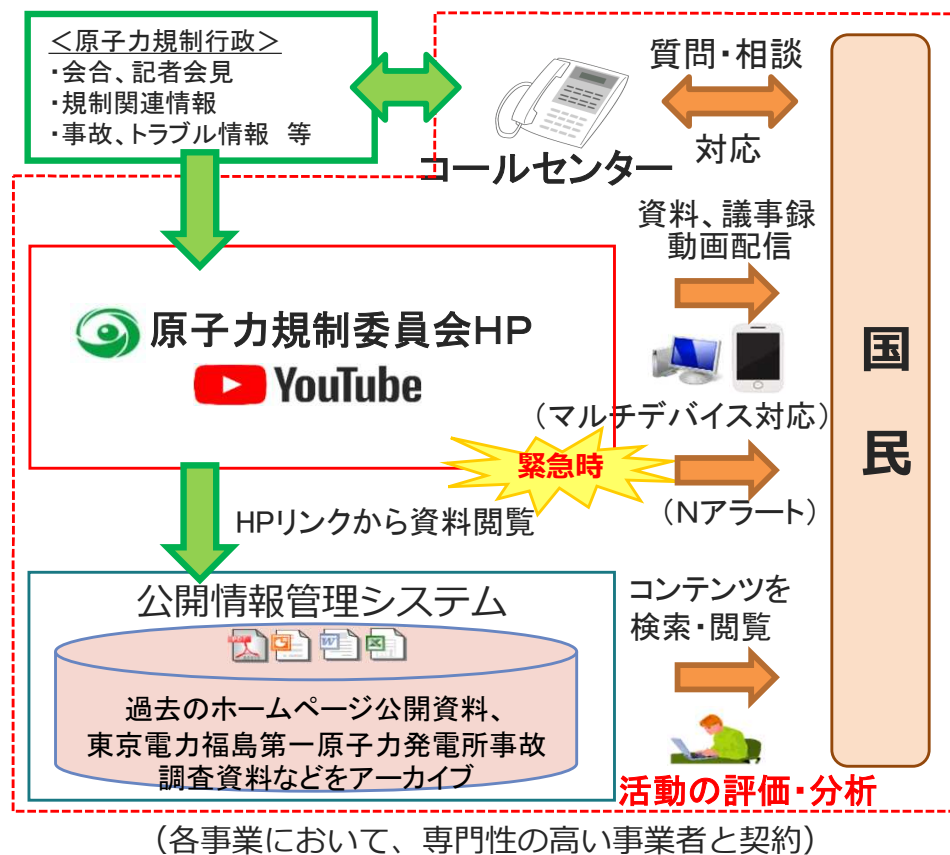 ＜原子力規制行政＞
・会合、記者会見
・規制関連情報
・事故、トラブル情報　等
コールセンター
質問・相談
対応
資料、議事録
動画配信
原子力規制委員会HP
YouTube
（マルチデバイス対応）
緊急時
（Nアラート）
HPリンクから資料閲覧
公開情報管理システム
過去のホームページ公開資料、
東京電力福島第一原子力発電所事故
調査資料などをアーカイブ
コンテンツを
検索・閲覧
国
民
活動の評価・分析
（各事業において、専門性の高い事業者と契約）